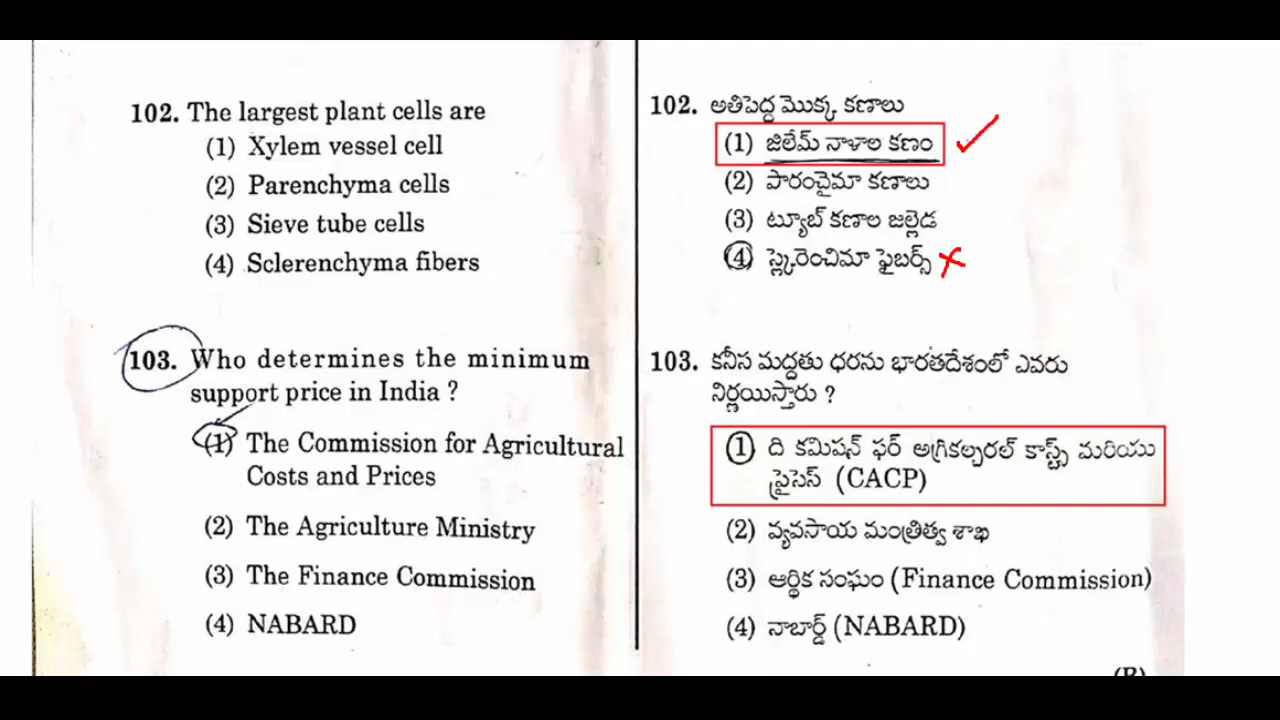 102. The largest plant cells are
(1) Xylem vessel cell
(2) Parenchyma cells
(3) Sieve tube cells
(4) Sclerenchyma fibers
103. Who determines the minimum
support price in India ?
(1) The Commission for Agricultural
Costs and Prices
(2) The Agriculture Ministry
(3) The Finance Commission
(4) NABARD
102. అతిపెద్ద మొక్క కణాలు
(1) జిలేమ్ నాళాల కణం
(2) పారంచైమా కణాలు
(3) ట్యూబ్ కణాల జల్లెడ
(4) స్క్లెరెంచిమా ఫైబర్స్
103. కనీస మద్దతు ధరను భారతదేశంలో ఎవరు
నిర్ణయిస్తారు ?
(1) ది కమిషన్ ఫర్ అగ్రికల్చరల్ కాస్ట్స్ మరియు
ప్రైసెస్ (CACP)
(2) వ్యవసాయ మంత్రిత్వ శాఖ
(3) ఆర్థిక సంఘం (Finance Commission)
(4) నాబార్డ్ (NABARD)